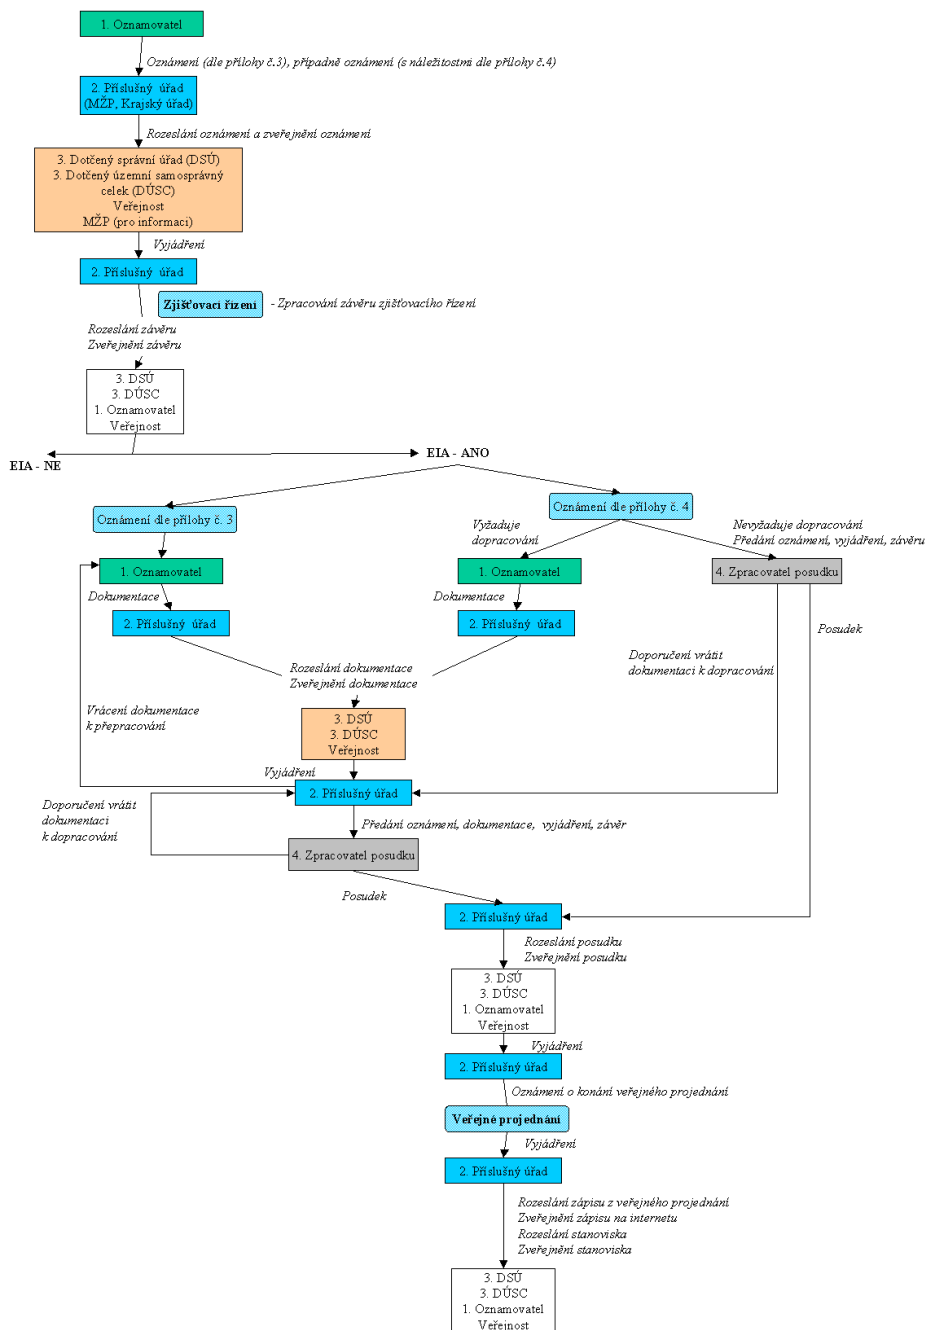 1. Oznamovatel
Oznámení (dle přílohy č.3), případně oznámení (s náležitostmi dle přílohy č.4)
2. Příslušný úřad
(MŽP, Krajský úřad)
Rozeslání oznámení a zveřejnění oznámení
3. Dotčený správní úřad (DSÚ)
3. Dotčený územní samosprávný
celek (DÚSC)
Veřejnost
MŽP (pro informaci)
Vyjádření
2. Příslušný úřad
Zjišťovací řízení
- Zpracování závěru zjišťovacího řízení
Rozeslání závěru
Zveřejnění závěru
3. DSÚ
3. DÚSC
1. Oznamovatel
Veřejnost
EIA - NE
EIA - ANO
Oznámení dle přílohy č. 3
Oznámení dle přílohy č. 4
Vyžaduje
dopracování
Nevyžaduje dopracování
Předání oznámení, vyjádření, závěru
1. Oznamovatel
1. Oznamovatel
4. Zpracovatel posudku
Dokumentace
Dokumentace
2. Příslušný úřad
2. Příslušný úřad
Posudek
Doporučení vrátit
dokumentaci k dopracování
Rozeslání dokumentace
Zveřejnění dokumentace
Vrácení dokumentace
k přepracování
3. DSÚ
3. DÚSC
Veřejnost
Vyjádření
2. Příslušný úřad
Doporučení vrátit
dokumentaci
k dopracování
Předání oznámení, dokumentace, vyjádření, závěr
4. Zpracovatel posudku
Posudek
2. Příslušný úřad
Rozeslání posudku
Zveřejnění posudku
3. DSÚ
3. DÚSC
1. Oznamovatel
Veřejnost
Vyjádření
2. Příslušný úřad
Oznámení o konání veřejného projednání
Veřejné projednání
Vyjádření
2. Příslušný úřad
Rozeslání zápisu z veřejného projednání
Zveřejnění zápisu na internetu
Rozeslání stanoviska
Zveřejnění stanoviska
3. DSÚ
3. DÚSC
1. Oznamovatel
Veřejnost